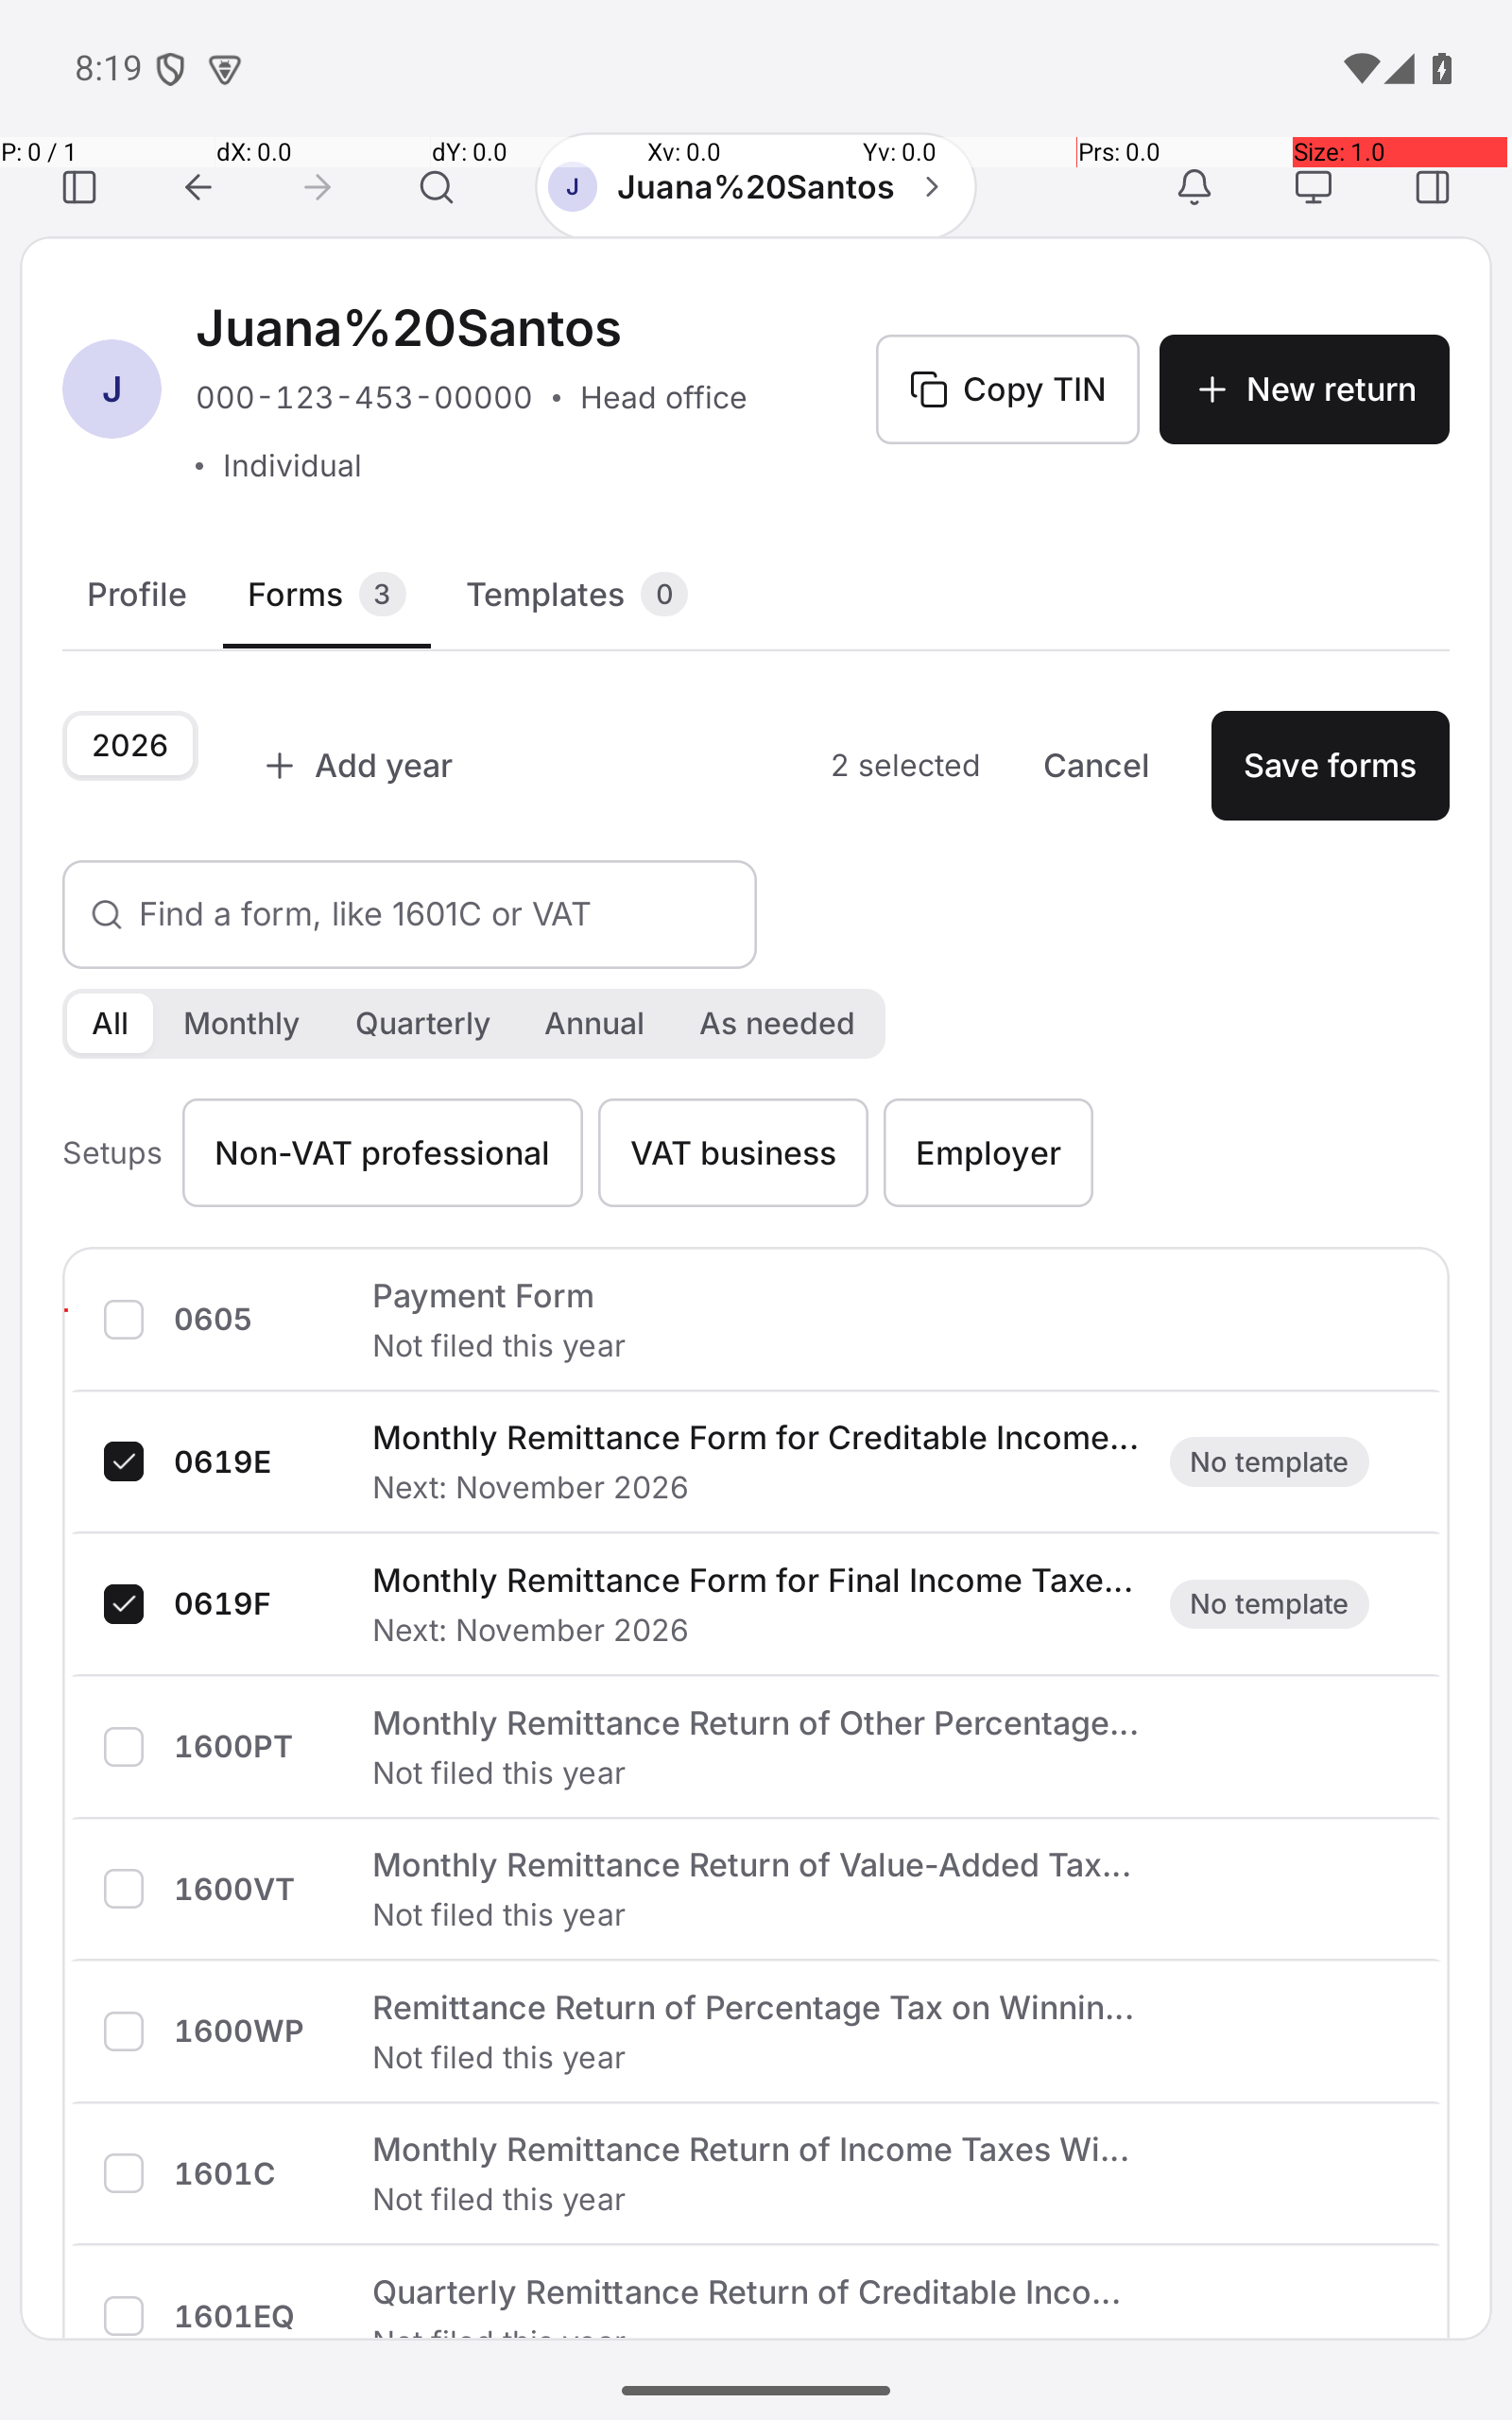 8:19
P: 0 / 1 dX: 0.0 dY: 0.0 Xv: 0.0 Yv: 0.0 Prs: 0.0 Size: 1.0
J Juana%20Santos
Juana%20Santos
J
000-123-453-00000 • Head office
• Individual
Copy TIN
New return
Profile Forms 3 Templates 0
2026 Add year 2 selected Cancel Save forms
Find a form, like 1601C or VAT
All Monthly Quarterly Annual As needed
Setups Non-VAT professional VAT business Employer
0605 Payment Form
Not filed this year
0619E Monthly Remittance Form for Creditable Income... No template
Next: November 2026
0619F Monthly Remittance Form for Final Income Taxe... No template
Next: November 2026
1600PT Monthly Remittance Return of Other Percentage...
Not filed this year
1600VT Monthly Remittance Return of Value-Added Tax...
Not filed this year
1600WP Remittance Return of Percentage Tax on Winnin...
Not filed this year
1601C Monthly Remittance Return of Income Taxes Wi...
Not filed this year
1601EQ Quarterly Remittance Return of Creditable Inco...